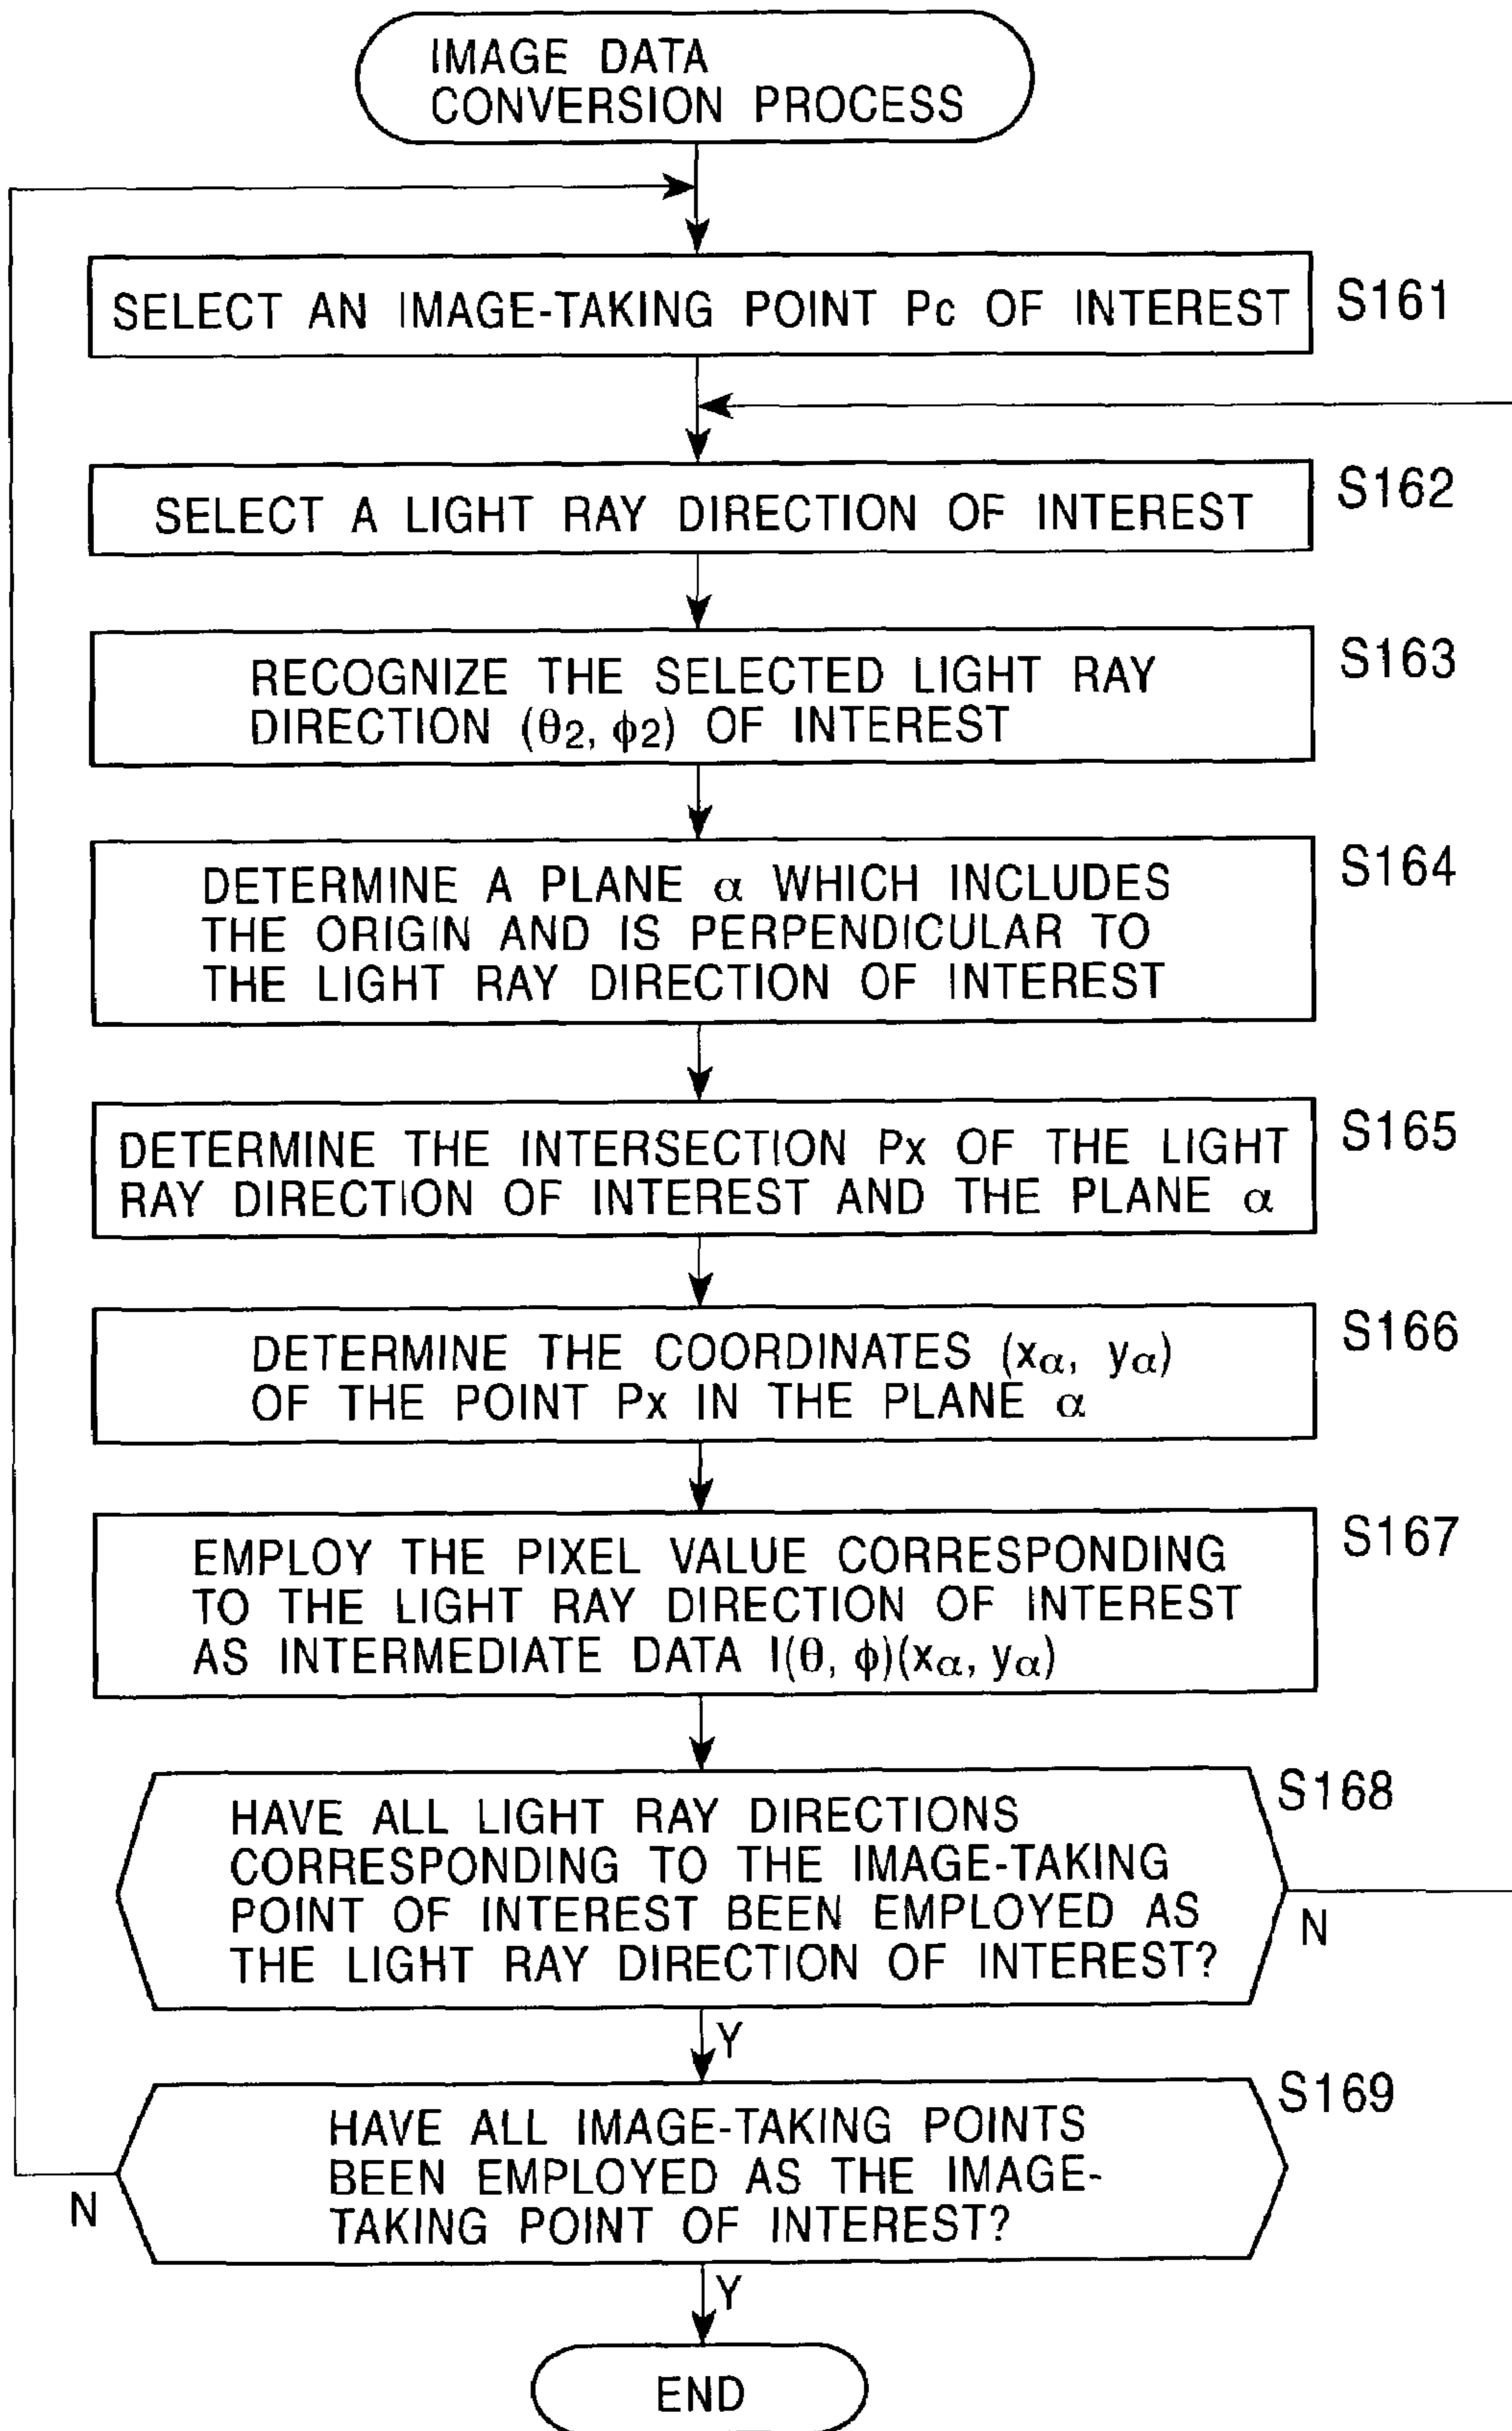 IMAGE DATA
CONVERSION PROCESS
SELECT AN IMAGE-TAKING POINT Pc OF INTEREST
S161
SELECT A LIGHT RAY DIRECTION OF INTEREST
S162
RECOGNIZE THE SELECTED LIGHT RAY
DIRECTION (θ2, ϕ2) OF INTEREST
S163
DETERMINE A PLANE α WHICH INCLUDES
THE ORIGIN AND IS PERPENDICULAR TO
THE LIGHT RAY DIRECTION OF INTEREST
S164
DETERMINE THE INTERSECTION Px OF THE LIGHT
RAY DIRECTION OF INTEREST AND THE PLANE α
S165
DETERMINE THE COORDINATES (xα, yα)
OF THE POINT Px IN THE PLANE α
S166
EMPLOY THE PIXEL VALUE CORRESPONDING
TO THE LIGHT RAY DIRECTION OF INTEREST
AS INTERMEDIATE DATA I(θ, ϕ)(xα, yα)
S167
HAVE ALL LIGHT RAY DIRECTIONS
CORRESPONDING TO THE IMAGE-TAKING
POINT OF INTEREST BEEN EMPLOYED AS
THE LIGHT RAY DIRECTION OF INTEREST?
S168
N
Y
HAVE ALL IMAGE-TAKING POINTS
BEEN EMPLOYED AS THE IMAGE-
TAKING POINT OF INTEREST?
S169
N
Y
END